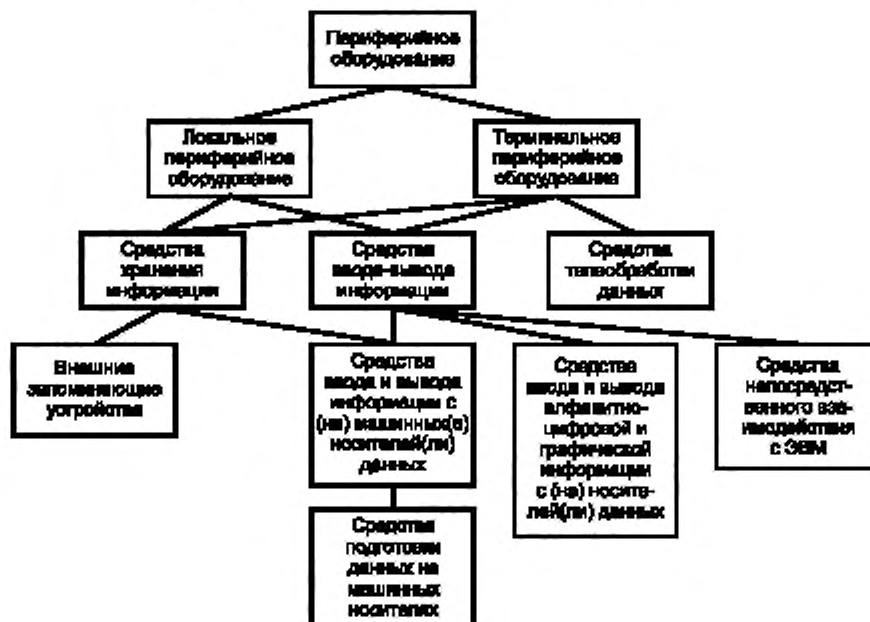 Периферийное
оборудование
Локальное
периферийное
оборудование
Терминальное
периферийное
оборудование
Средства
хранения
информации
Средства
ввода-вывода
информации
Средства
телеобработки
данных
Внешние
запоминающие
устройства
Средства
ввода и вывода
информации с
(на) машинных(е)
носителей(ли)
данных
Средства
ввода и вывода
алфавитно-
цифровой и
графической
информации
с (на) носите-
лей(ли) данных
Средства
непосредст-
венного вза-
имодействия
с ЭВМ
Средства
подготовки
данных на
машинных
носителях